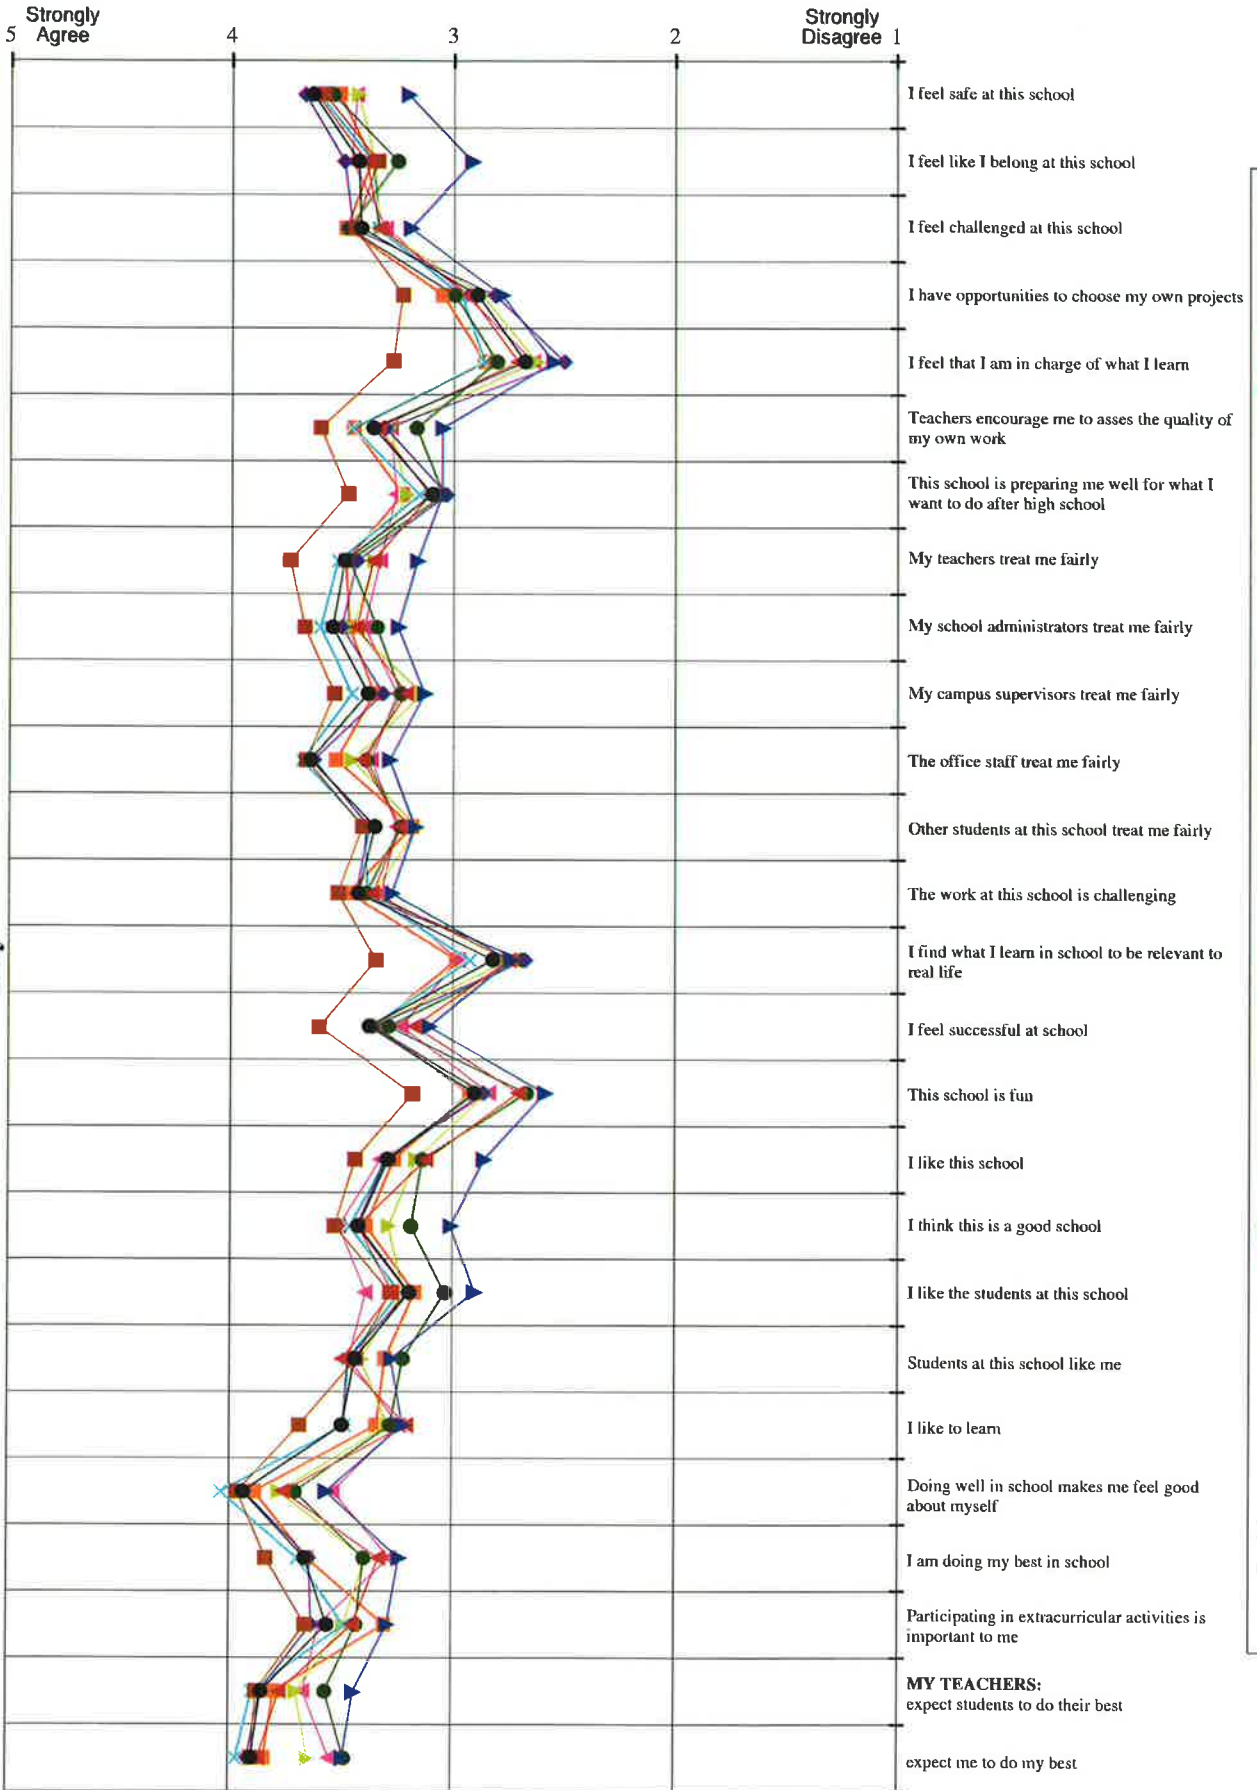 Strongly Agree
Strongly Disagree
5 4 3 2 1
I feel safe at this school
I feel like I belong at this school
I feel challenged at this school
I have opportunities to choose my own projects
I feel that I am in charge of what I learn
Teachers encourage me to asses the quality of
my own work
This school is preparing me well for what I
want to do after high school
My teachers treat me fairly
My school administrators treat me fairly
My campus supervisors treat me fairly
The office staff treat me fairly
Other students at this school treat me fairly
The work at this school is challenging
I find what I learn in school to be relevant to
real life
I feel successful at school
This school is fun
I like this school
I think this is a good school
I like the students at this school
Students at this school like me
I like to learn
Doing well in school makes me feel good
about myself
I am doing my best in school
Participating in extracurricular activities is
important to me
MY TEACHERS:
expect students to do their best
expect me to do my best